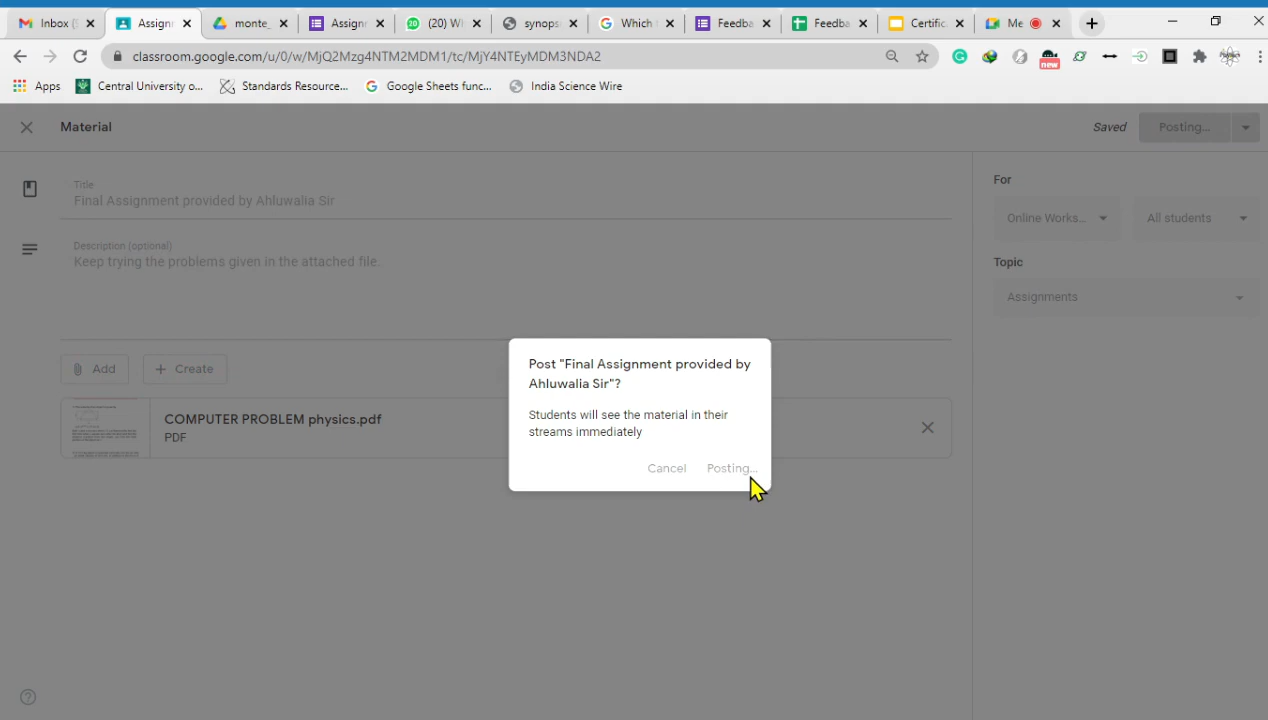 Inbox (
Assignr
monte_
Assignr
(20) W
synops
Which
Feedba
Feedba
Certific
Me
classroom.google.com/u/0/w/MjQ2Mzg4NTM2MDM1/tc/MjY4NTEyMDM3NDA2
new
Apps
Central University o...
Standards Resource...
Google Sheets func...
India Science Wire
Material
Saved
Posting...
Title
Final Assignment provided by Ahluwalia Sir
Description (optional)
Keep trying the problems given in the attached file
Add
Create
COMPUTER PROBLEM physics.pdf
PDF
For
Online Works...
All students
Topic
Assignments
Post "Final Assignment provided by
Ahluwalia Sir"?
Students will see the material in their
streams immediately
Cancel
Posting...